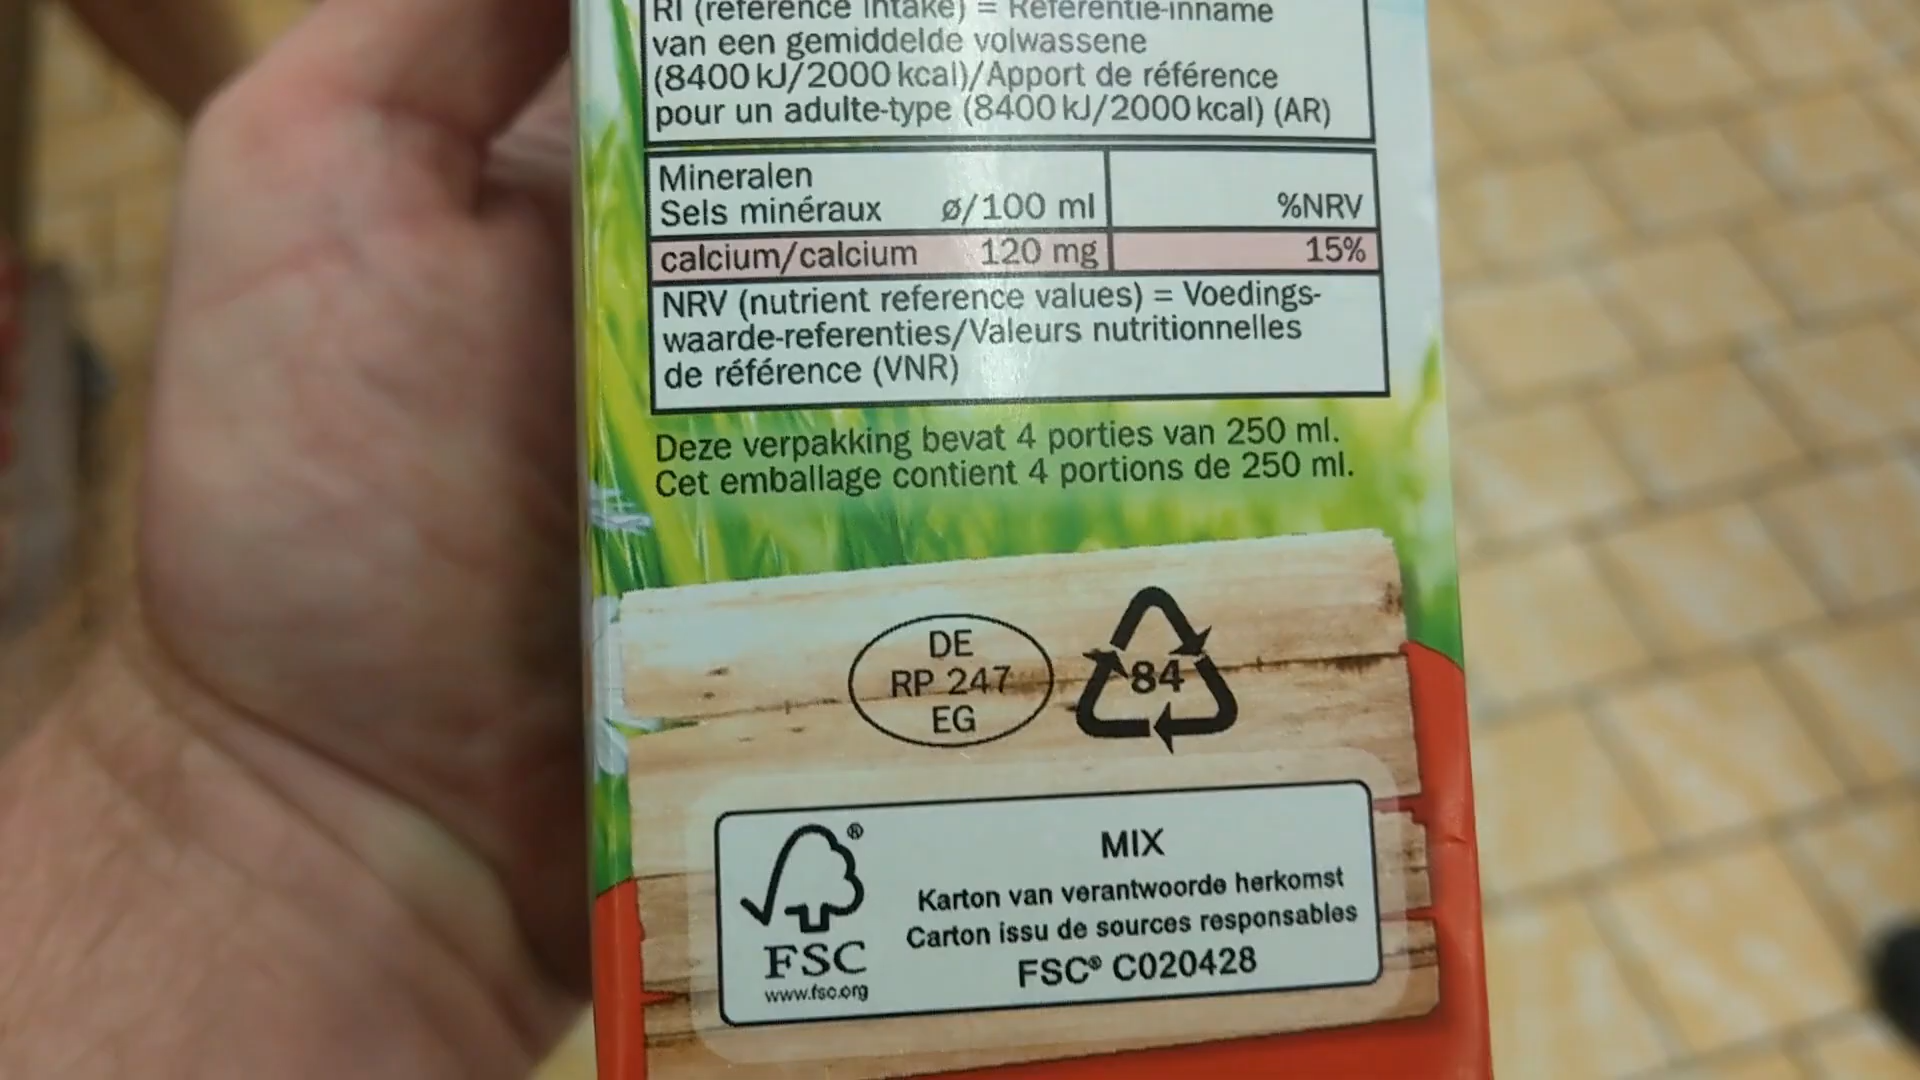 RI (reference intake) = Referentie-inname
van een gemiddelde volwassene
(8400 kJ/2000 kcal)/Apport de référence
pour un adulte-type (8400 kJ/2000 kcal) (AR)
Mineralen
Sels minéraux ø/100 ml %NRV
calcium/calcium 120 mg 15%
NRV (nutrient reference values) = Voedings-
waarde-referenties/Valeurs nutritionnelles
de référence (VNR)
Deze verpakking bevat 4 porties van 250 ml.
Cet emballage contient 4 portions de 250 ml.
DE
RP 247
EG
84
MIX
Karton van verantwoorde herkomst
Carton issu de sources responsables
FSC® C020428
®
FSC
www.fsc.org